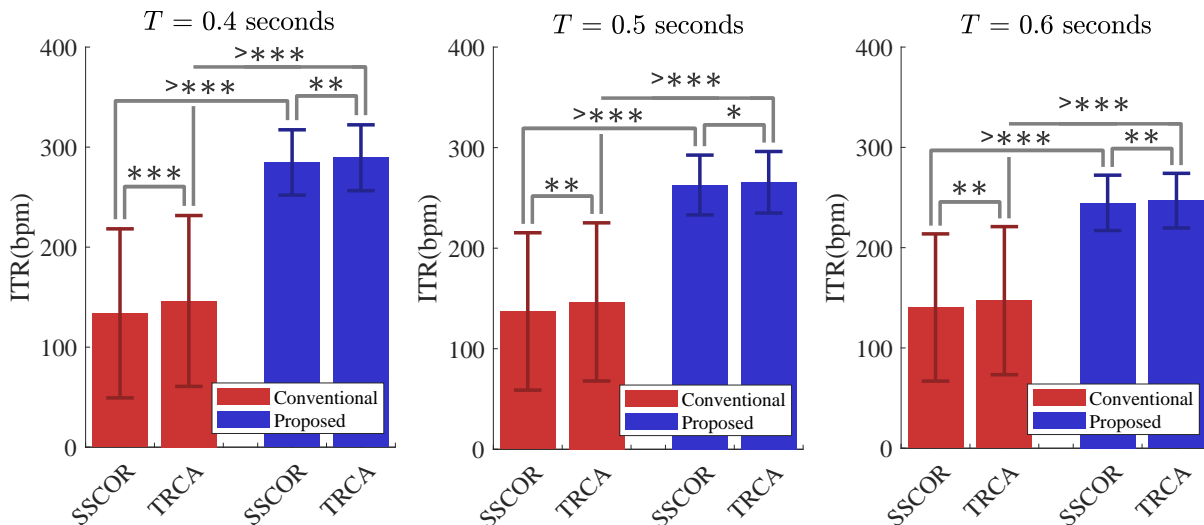 T = 0.4 seconds
400
300
200
100
0
ITR(bpm)
>***
>***
**
***
Conventional
Proposed
SSCOR
TRCA
SSCOR
TRCA
T = 0.5 seconds
400
300
200
100
0
ITR(bpm)
>***
>***
*
**
Conventional
Proposed
SSCOR
TRCA
SSCOR
TRCA
T = 0.6 seconds
400
300
200
100
0
ITR(bpm)
>***
>***
**
**
Conventional
Proposed
SSCOR
TRCA
SSCOR
TRCA